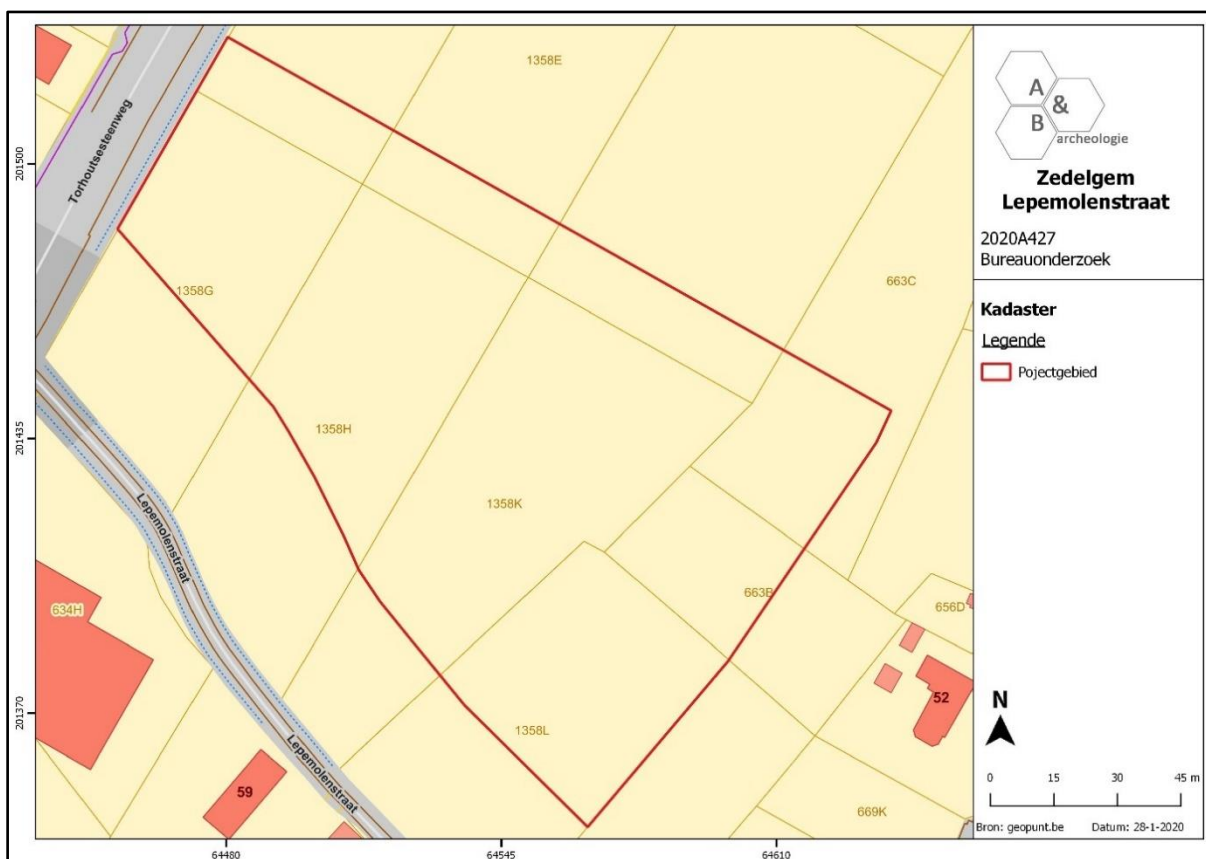 1358E
Torhoutsesteenweg
663C
1358G
1358H
1358K
Lepemolenstraat
663B
634H
656D
52
1358L
Lepemolenstraat
59
669K
201500
201435
201370
64480
64545
64610
A
&
B
archeologie
Zedelgem
Lepemolenstraat
2020A427
Bureauonderzoek
Kadaster
Legende
Pojectgebied
N
0 15 30 45 m
Bron: geopunt.be Datum: 28-1-2020